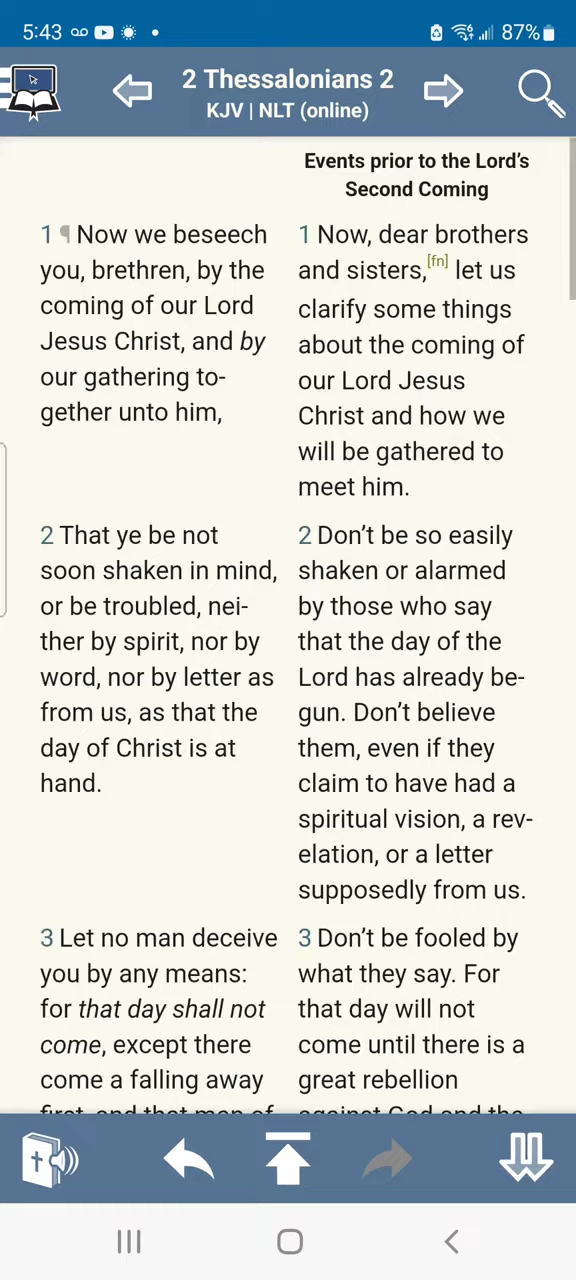 5:43
87%
2 Thessalonians 2
KJV | NLT (online)
Events prior to the Lord's
Second Coming
1 ¶ Now we beseech
you, brethren, by the
coming of our Lord
Jesus Christ, and by
our gathering to-
gether unto him,
1 Now, dear brothers
and sisters,[fn] let us
clarify some things
about the coming of
our Lord Jesus
Christ and how we
will be gathered to
meet him.
2 That ye be not
soon shaken in mind,
or be troubled, nei-
ther by spirit, nor by
word, nor by letter as
from us, as that the
day of Christ is at
hand.
2 Don't be so easily
shaken or alarmed
by those who say
that the day of the
Lord has already be-
gun. Don't believe
them, even if they
claim to have had a
spiritual vision, a rev-
elation, or a letter
supposedly from us.
3 Let no man deceive
you by any means:
for that day shall not
come, except there
come a falling away
first, and that man of
3 Don't be fooled by
what they say. For
that day will not
come until there is a
great rebellion
against God and the